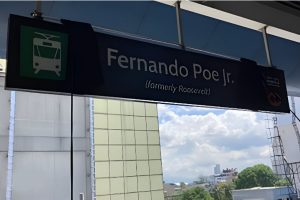 Fernando Poe Jr.
(formerly Roosevelt)